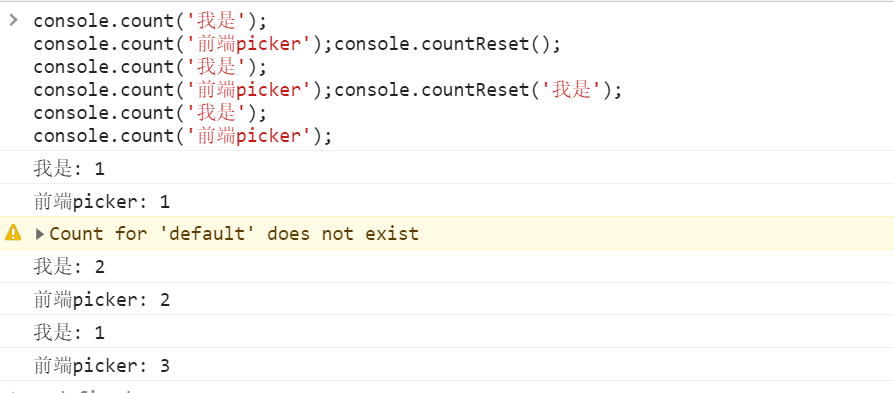 console.count('我是');
console.count('前端picker');console.countReset();
console.count('我是');
console.count('前端picker');console.countReset('我是');
console.count('我是');
console.count('前端picker');
我是: 1
前端picker: 1
Count for 'default' does not exist
我是: 2
前端picker: 2
我是: 1
前端picker: 3